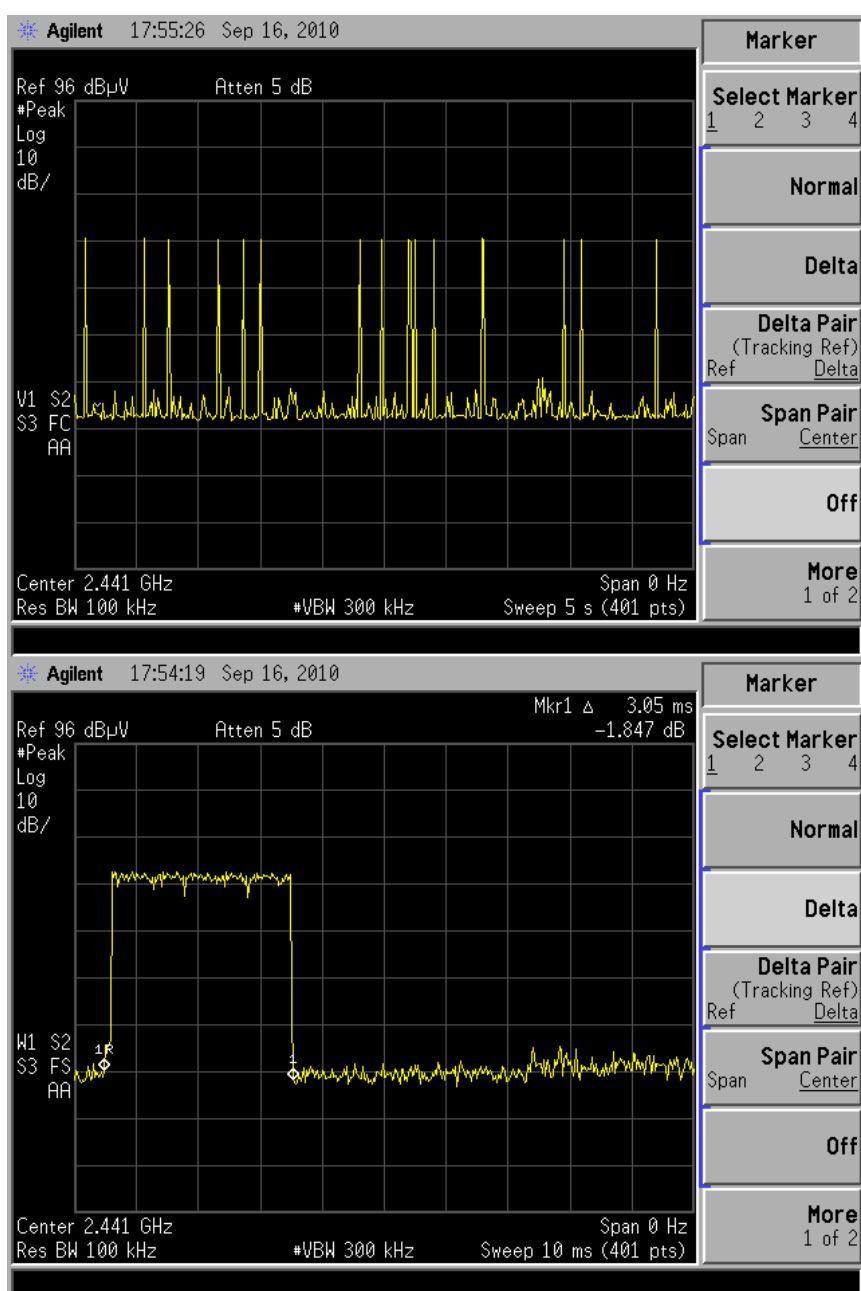 Agilent 17:55:26 Sep 16, 2010
Ref 96 dBµV Atten 5 dB
#Peak
Log
10
dB/
V1 S2
S3 FC
AA
Center 2.441 GHz Span 0 Hz
Res BW 100 kHz #VBW 300 kHz Sweep 5 s (401 pts)
Marker
Select Marker
1 2 3 4
Normal
Delta
Delta Pair
(Tracking Ref)
Ref Delta
Span Pair
Span Center
Off
More
1 of 2
Agilent 17:54:19 Sep 16, 2010
Mkr1 Δ 3.05 ms
Ref 96 dBµV Atten 5 dB -1.847 dB
#Peak
Log
10
dB/
1R
1
W1 S2
S3 FS
AA
Center 2.441 GHz Span 0 Hz
Res BW 100 kHz #VBW 300 kHz Sweep 10 ms (401 pts)
Marker
Select Marker
1 2 3 4
Normal
Delta
Delta Pair
(Tracking Ref)
Ref Delta
Span Pair
Span Center
Off
More
1 of 2